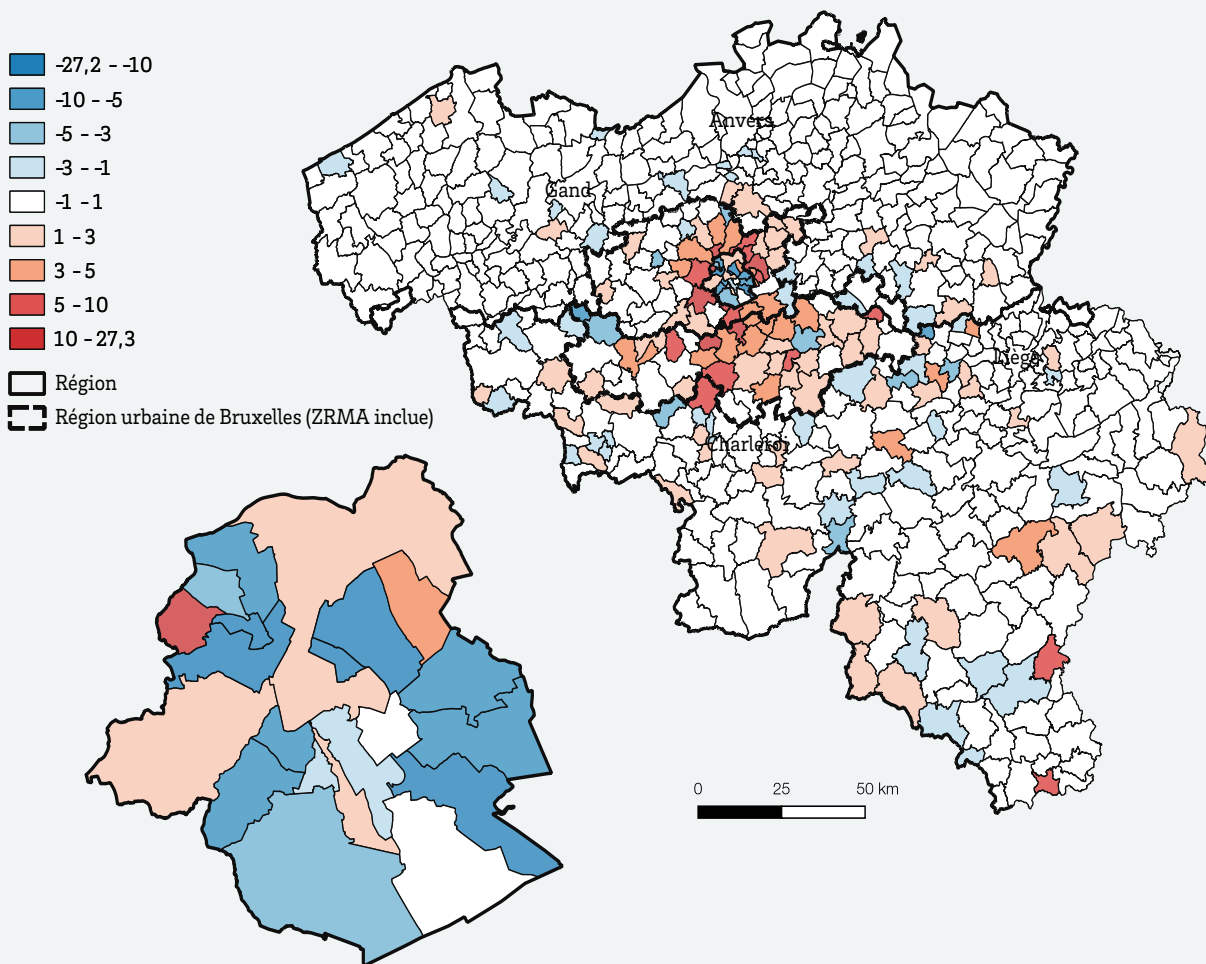 -27,2 - -10
-10 - -5
-5 - -3
-3 - -1
-1 - 1
1 - 3
3 - 5
5 - 10
10 - 27,3
Région
Région urbaine de Bruxelles (ZRMA inclue)
Anvers
Gand
Liège
Charleroi
0 25 50 km